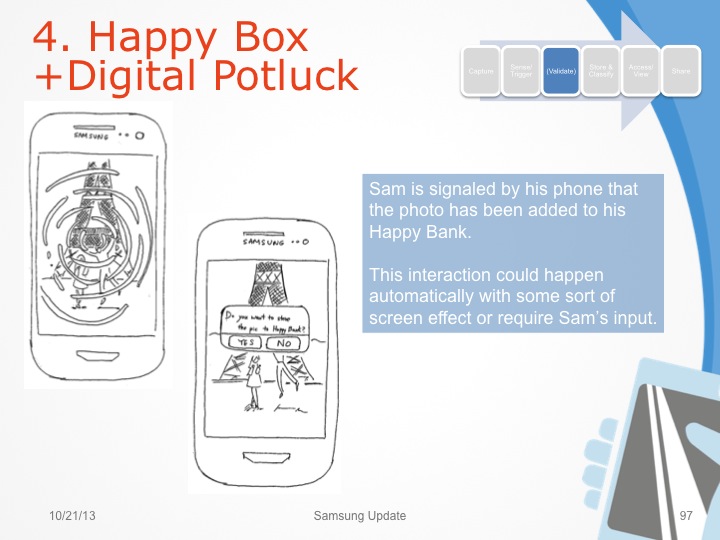 4. Happy Box
+Digital Potluck
Capture
Sense/
Trigger
(Validate)
Store &
Classify
Access/
View
Share
SAMSUNG
SAMSUNG
Do you want to store
the pic to Happy Bank?
YES
NO
Sam is signaled by his phone that
the photo has been added to his
Happy Bank.
This interaction could happen
automatically with some sort of
screen effect or require Sam's input.
10/21/13
Samsung Update
97